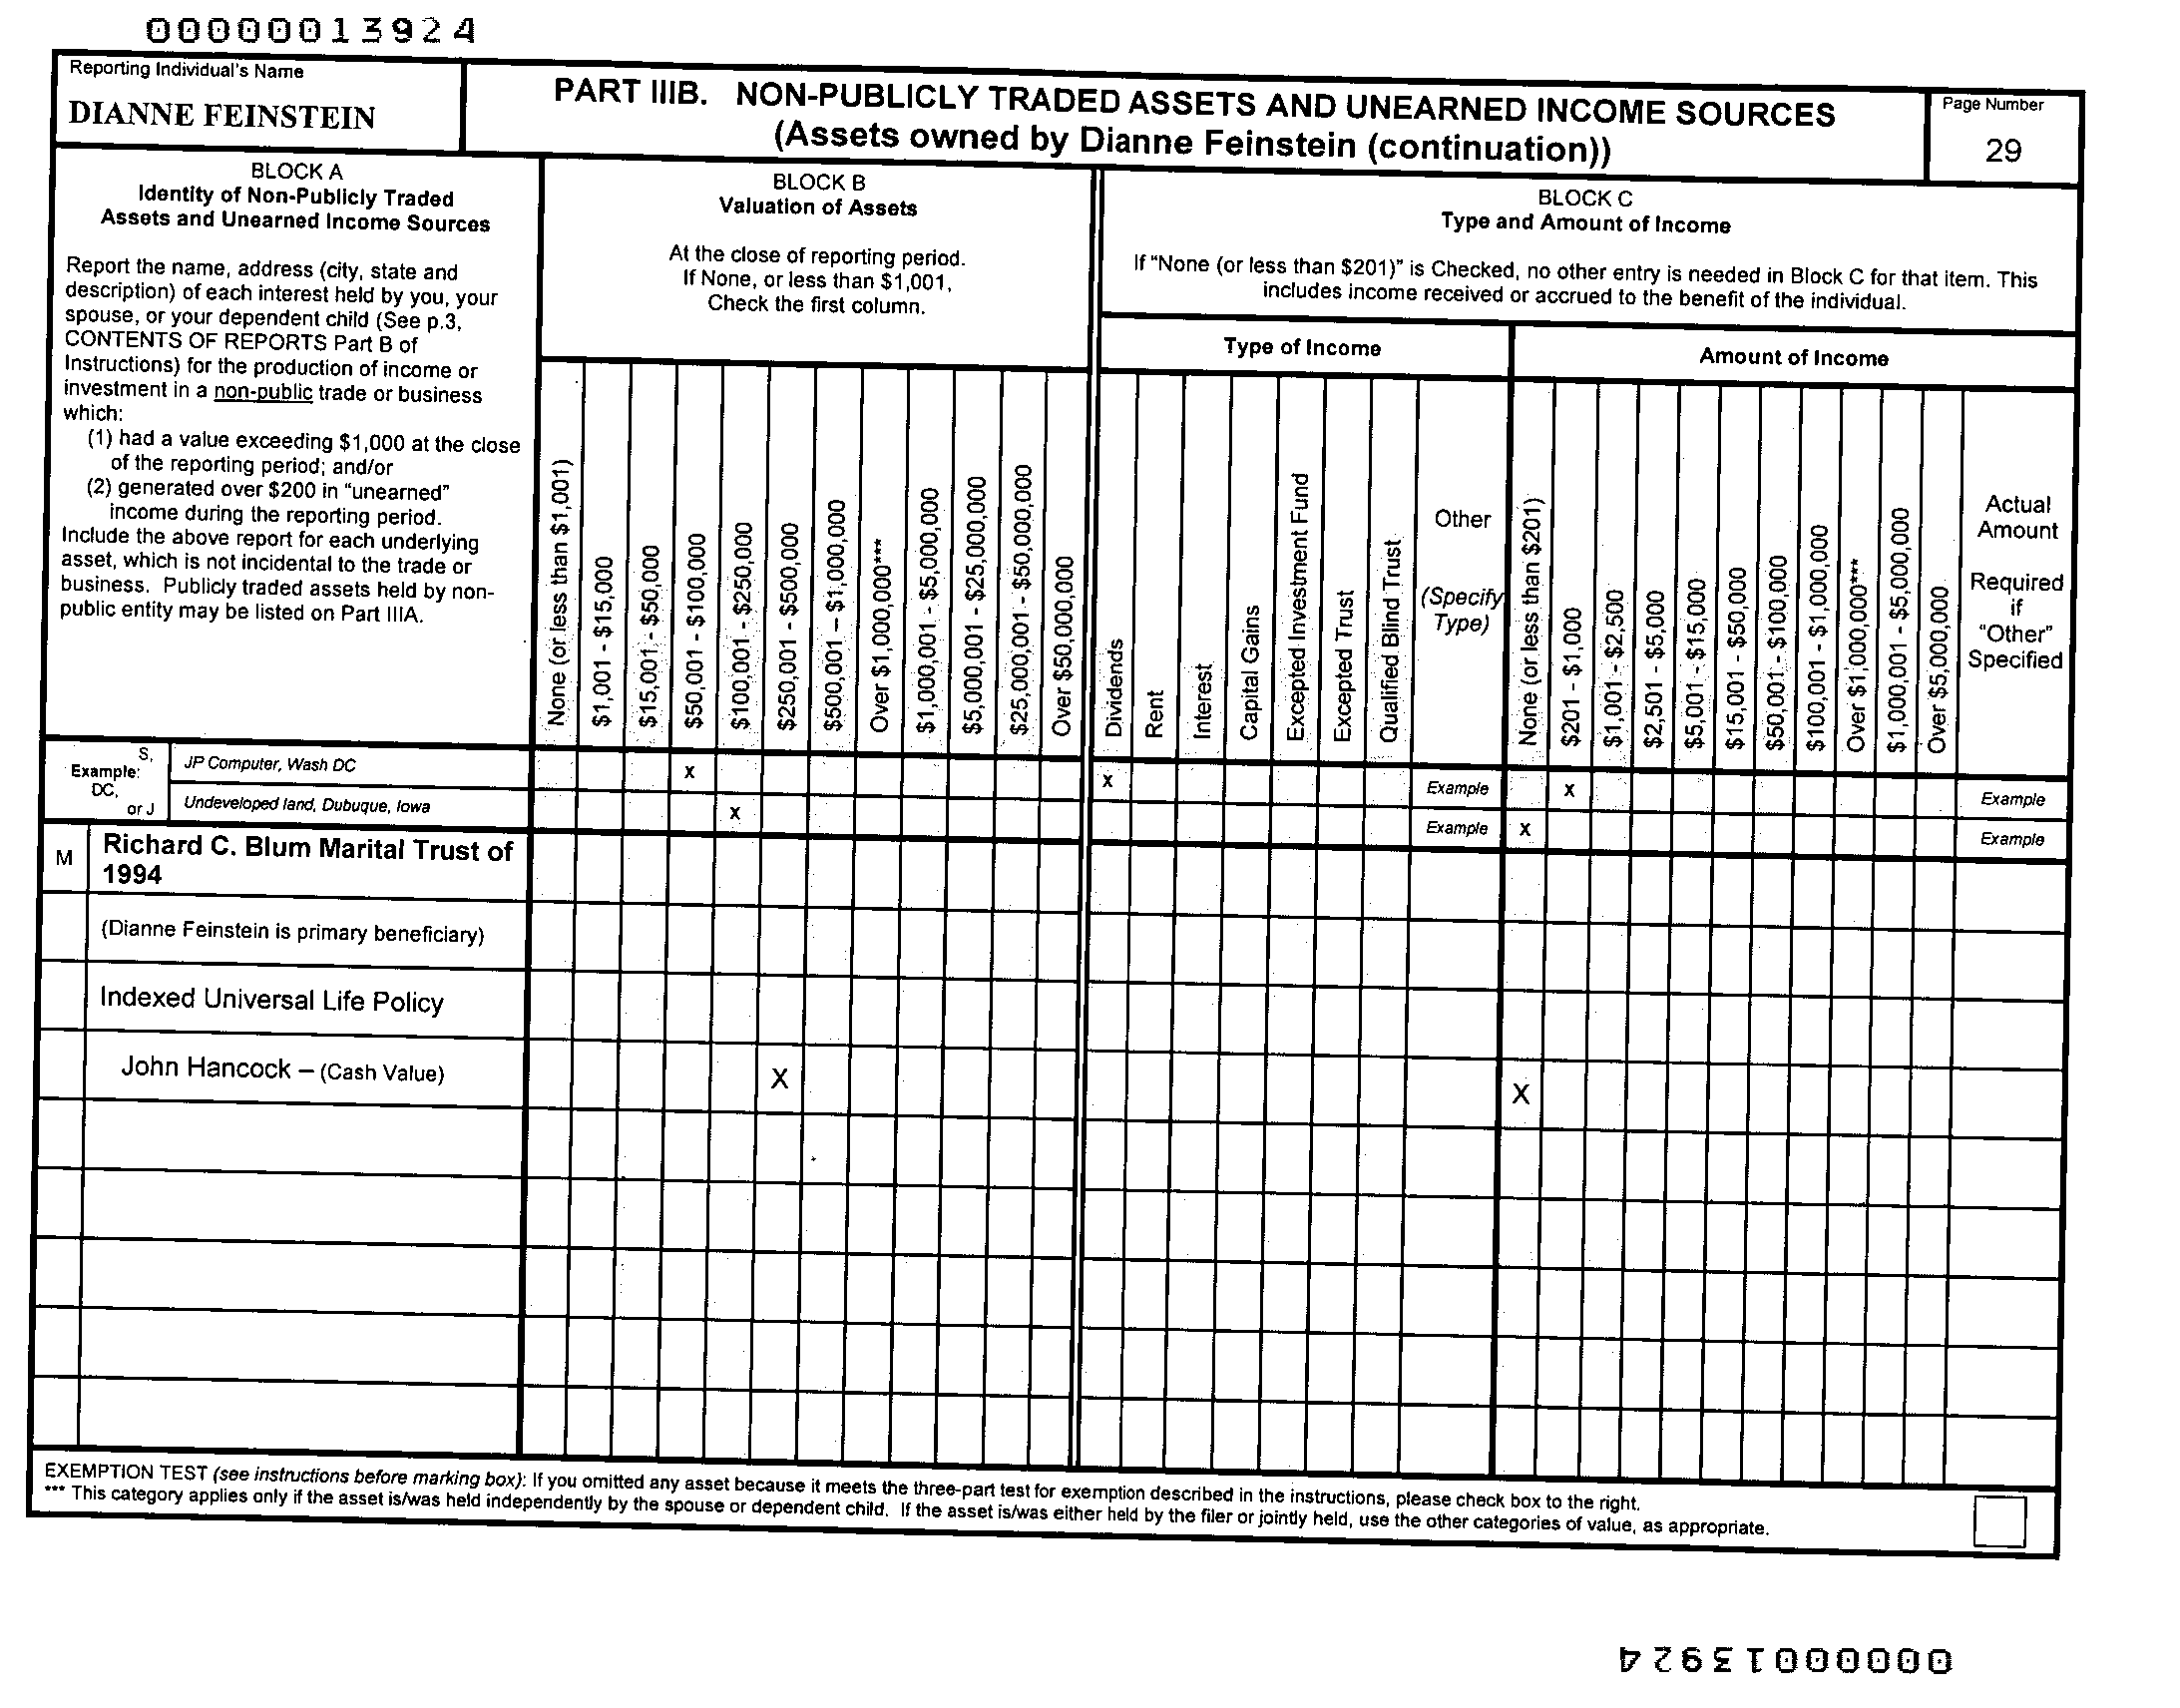 00000013924
Reporting Individual's Name
DIANNE FEINSTEIN
PART IIIB. NON-PUBLICLY TRADED ASSETS AND UNEARNED INCOME SOURCES
(Assets owned by Dianne Feinstein (continuation))
Page Number
29
BLOCK A
Identity of Non-Publicly Traded
Assets and Unearned Income Sources
Report the name, address (city, state and
description) of each interest held by you, your
spouse, or your dependent child (See p.3,
CONTENTS OF REPORTS Part B of
Instructions) for the production of income or
investment in a non-public trade or business
which:
(1) had a value exceeding $1,000 at the close
of the reporting period; and/or
(2) generated over $200 in "unearned"
income during the reporting period.
Include the above report for each underlying
asset, which is not incidental to the trade or
business. Publicly traded assets held by non-
public entity may be listed on Part IIIA.
BLOCK B
Valuation of Assets
At the close of reporting period.
If None, or less than $1,001,
Check the first column.
None (or less than $1,001)
$1,001 - $15,000
$15,001 - $50,000
$50,001 - $100,000
$100,001 - $250,000
$250,001 - $500,000
$500,001 – $1,000,000
Over $1,000,000***
$1,000,001 - $5,000,000
$5,000,001 - $25,000,000
$25,000,001 - $50,000,000
Over $50,000,000
BLOCK C
Type and Amount of Income
If "None (or less than $201)" is Checked, no other entry is needed in Block C for that item. This
includes income received or accrued to the benefit of the individual.
Type of Income
Dividends
Rent
Interest
Capital Gains
Excepted Investment Fund
Excepted Trust
Qualified Blind Trust
Other
(Specify
Type)
Amount of Income
None (or less than $201)
$201 - $1,000
$1,001 - $2,500
$2,501 - $5,000
$5,001 - $15,000
$15,001 - $50,000
$50,001 - $100,000
$100,001 - $1,000,000
Over $1,000,000***
$1,000,001 - $5,000,000
Over $5,000,000
Actual
Amount
Required
if
"Other"
Specified
S,
Example:
DC,
or J
JP Computer, Wash DC
x
x
Example
x
Example
Undeveloped land, Dubuque, Iowa
x
Example
x
Example
M
Richard C. Blum Marital Trust of
1994
(Dianne Feinstein is primary beneficiary)
Indexed Universal Life Policy
John Hancock – (Cash Value)
X
X
EXEMPTION TEST (see instructions before marking box): If you omitted any asset because it meets the three-part test for exemption described in the instructions, please check box to the right.
*** This category applies only if the asset is/was held independently by the spouse or dependent child. If the asset is/was either held by the filer or jointly held, use the other categories of value, as appropriate.
00000013924